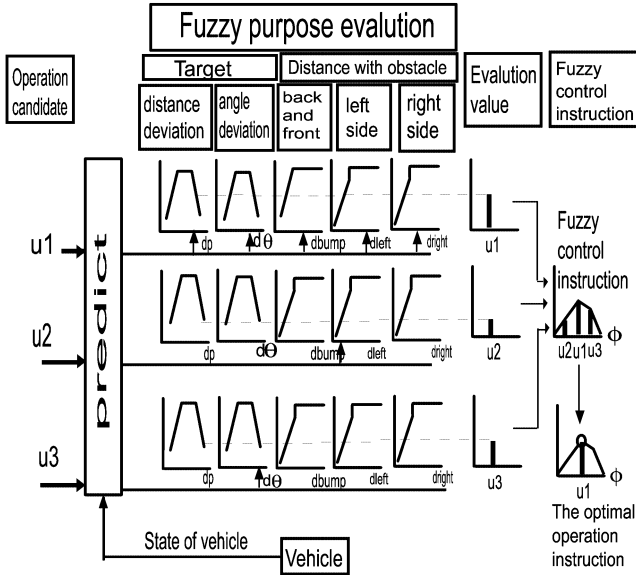 Fuzzy purpose evalution
Operation
candidate
Target
Distance with obstacle
Evalution
value
Fuzzy
control
instruction
distance
deviation
angle
deviation
back
and
front
left
side
right
side
predict
u1
dp
dθ
dbump
dleft
dright
u1
Fuzzy
control
instruction
u2
dp
dθ
dbump
dleft
dright
u2
u2u1u3
ϕ
u3
dp
dθ
dbump
dleft
dright
u3
u1
ϕ
The optimal
operation
instruction
State of vehicle
Vehicle